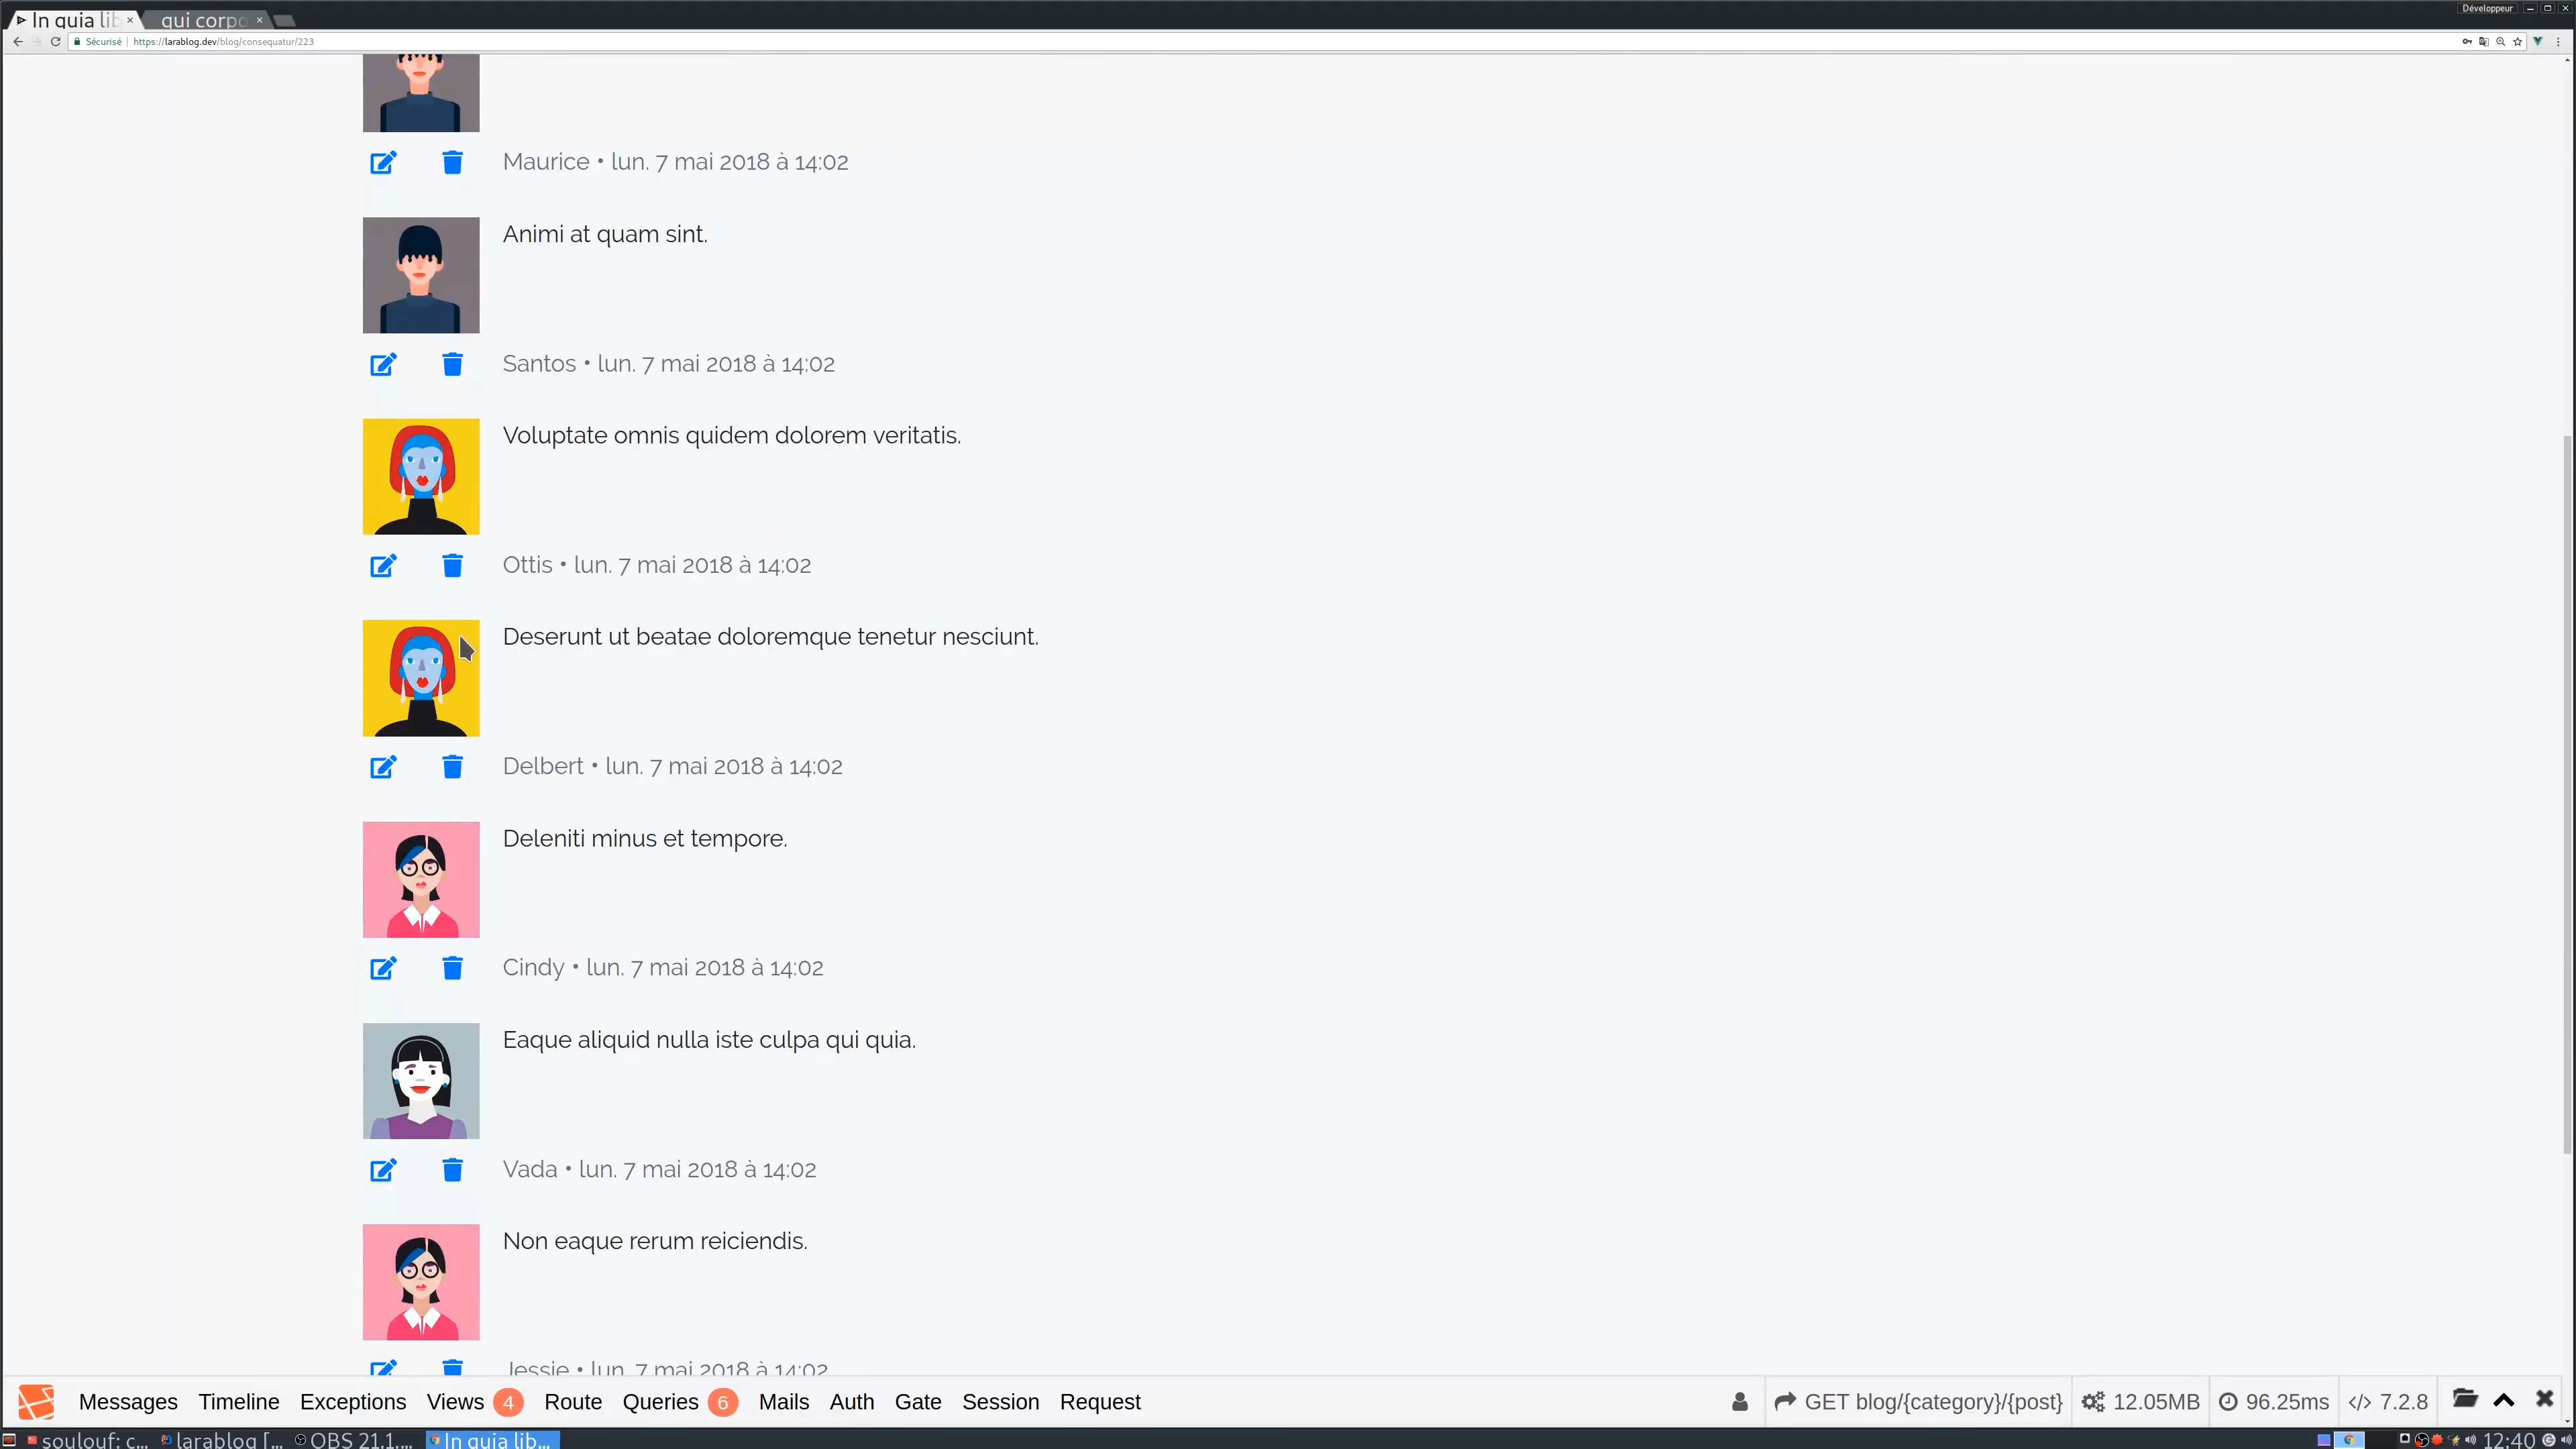 In quia lib
qui corpo
Développeur
Sécurisé
https://larablog.dev/blog/consequatur/223
Maurice • lun. 7 mai 2018 à 14:02
Animi at quam sint.
Santos • lun. 7 mai 2018 à 14:02
Voluptate omnis quidem dolorem veritatis.
Ottis • lun. 7 mai 2018 à 14:02
Deserunt ut beatae doloremque tenetur nesciunt.
Delbert • lun. 7 mai 2018 à 14:02
Deleniti minus et tempore.
Cindy • lun. 7 mai 2018 à 14:02
Eaque aliquid nulla iste culpa qui quia.
Vada • lun. 7 mai 2018 à 14:02
Non eaque rerum reiciendis.
Jessie • lun. 7 mai 2018 à 14:02
Messages Timeline Exceptions Views 4 Route Queries 6 Mails Auth Gate Session Request GET blog/{category}/{post} 12.05MB 96.25ms 7.2.8
soulouf: c... larablog [... OBS 21.1.... In quia lib... 12:40